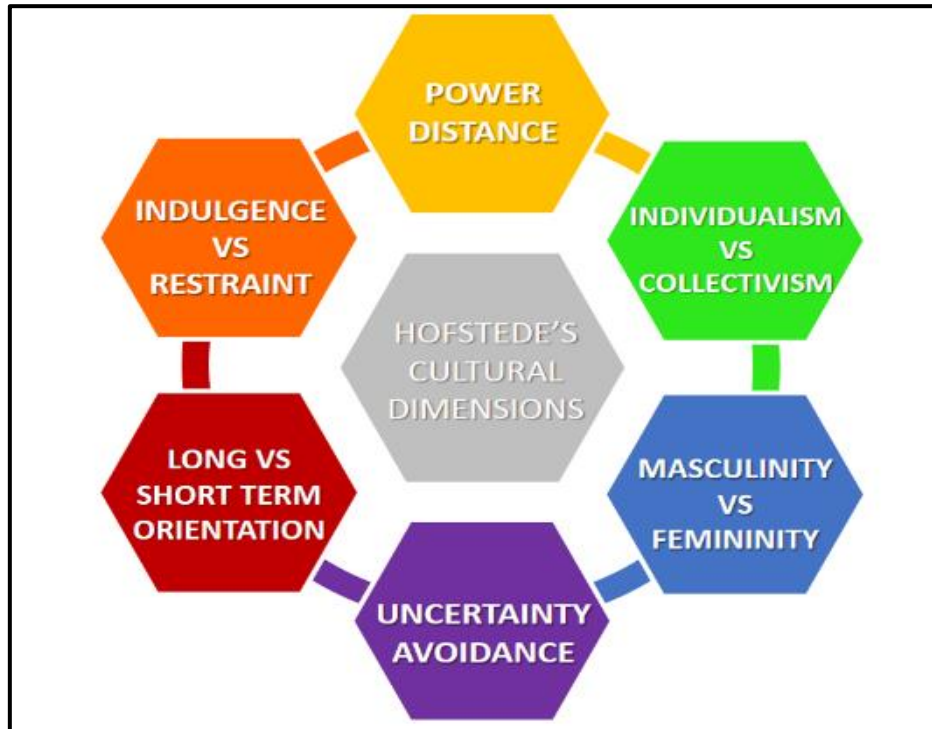 POWER
DISTANCE
INDIVIDUALISM
VS
COLLECTIVISM
MASCULINITY
VS
FEMININITY
UNCERTAINTY
AVOIDANCE
LONG VS
SHORT TERM
ORIENTATION
INDULGENCE
VS
RESTRAINT
HOFSTEDE’S
CULTURAL
DIMENSIONS